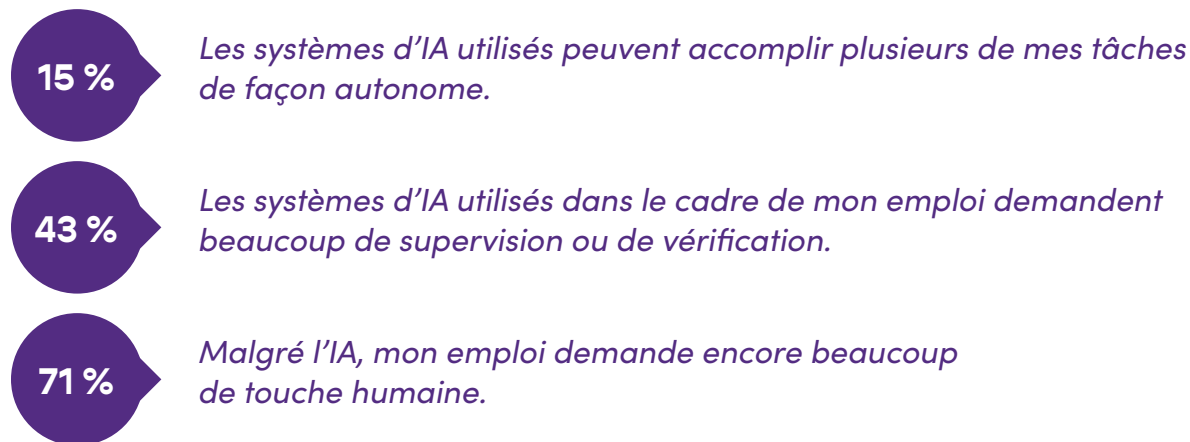 15 %
Les systèmes d’IA utilisés peuvent accomplir plusieurs de mes tâches
de façon autonome.
43 %
Les systèmes d’IA utilisés dans le cadre de mon emploi demandent
beaucoup de supervision ou de vérification.
71 %
Malgré l’IA, mon emploi demande encore beaucoup
de touche humaine.